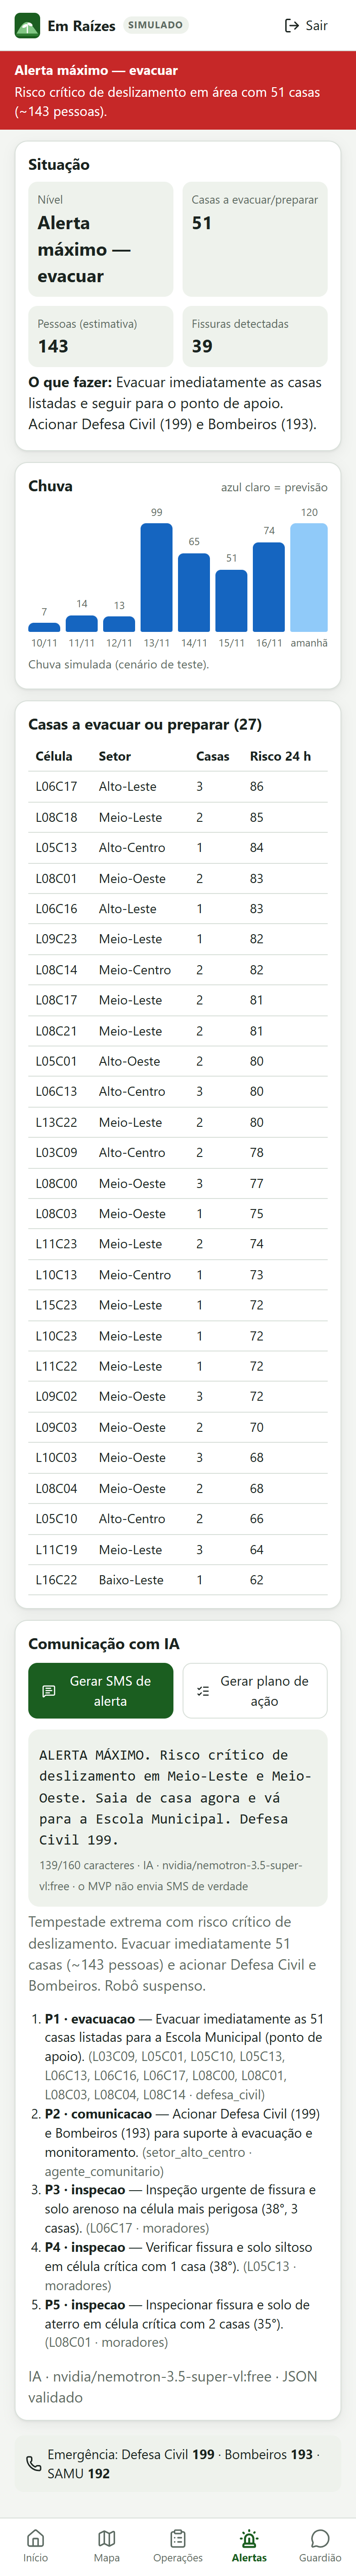 Em Raízes SIMULADO Sair
Alerta máximo — evacuar
Risco crítico de deslizamento em área com 51 casas
(~143 pessoas).
Situação
Nível
Alerta
máximo —
evacuar
Casas a evacuar/preparar
51
Pessoas (estimativa)
143
Fissuras detectadas
39
O que fazer: Evacuar imediatamente as casas
listadas e seguir para o ponto de apoio.
Acionar Defesa Civil (199) e Bombeiros (193).
Chuva azul claro = previsão
7 14 13 99 65 51 74 120
10/11 11/11 12/11 13/11 14/11 15/11 16/11 amanhã
Chuva simulada (cenário de teste).
Casas a evacuar ou preparar (27)
Célula Setor Casas Risco 24 h
L06C17 Alto-Leste 3 86
L08C18 Meio-Leste 2 85
L05C13 Alto-Centro 1 84
L08C01 Meio-Oeste 2 83
L06C16 Alto-Leste 1 83
L09C23 Meio-Leste 1 82
L08C14 Meio-Centro 2 82
L08C17 Meio-Leste 2 81
L08C21 Meio-Leste 2 81
L05C01 Alto-Oeste 2 80
L06C13 Alto-Centro 3 80
L13C22 Meio-Leste 2 80
L03C09 Alto-Centro 2 78
L08C00 Meio-Oeste 3 77
L08C03 Meio-Oeste 1 75
L11C23 Meio-Leste 2 74
L10C13 Meio-Centro 1 73
L15C23 Meio-Leste 1 72
L10C23 Meio-Leste 1 72
L11C22 Meio-Leste 1 72
L09C02 Meio-Oeste 3 72
L09C03 Meio-Oeste 2 70
L10C03 Meio-Oeste 3 68
L08C04 Meio-Oeste 2 68
L05C10 Alto-Centro 2 66
L11C19 Meio-Leste 3 64
L16C22 Baixo-Leste 1 62
Comunicação com IA
Gerar SMS de
alerta
Gerar plano de
ação
ALERTA MÁXIMO. Risco crítico de
deslizamento em Meio-Leste e Meio-
Oeste. Saia de casa agora e vá
para a Escola Municipal. Defesa
Civil 199.
139/160 caracteres · IA · nvidia/nemotron-3.5-super-
vl:free · o MVP não envia SMS de verdade
Tempestade extrema com risco crítico de
deslizamento. Evacuar imediatamente 51
casas (~143 pessoas) e acionar Defesa Civil e
Bombeiros. Robô suspenso.
1. P1 · evacuacao — Evacuar imediatamente as 51
casas listadas para a Escola Municipal (ponto de
apoio). (L03C09, L05C01, L05C10, L05C13,
L06C13, L06C16, L06C17, L08C00, L08C01,
L08C03, L08C04, L08C14 · defesa_civil)
2. P2 · comunicacao — Acionar Defesa Civil (199)
e Bombeiros (193) para suporte à evacuação e
monitoramento. (setor_alto_centro ·
agente_comunitario)
3. P3 · inspecao — Inspeção urgente de fissura e
solo arenoso na célula mais perigosa (38°, 3
casas). (L06C17 · moradores)
4. P4 · inspecao — Verificar fissura e solo siltoso
em célula crítica com 1 casa (38°). (L05C13 ·
moradores)
5. P5 · inspecao — Inspecionar fissura e solo de
aterro em célula crítica com 2 casas (35°).
(L08C01 · moradores)
IA · nvidia/nemotron-3.5-super-vl:free · JSON
validado
Emergência: Defesa Civil 199 · Bombeiros 193 ·
SAMU 192
Início Mapa Operações Alertas Guardião